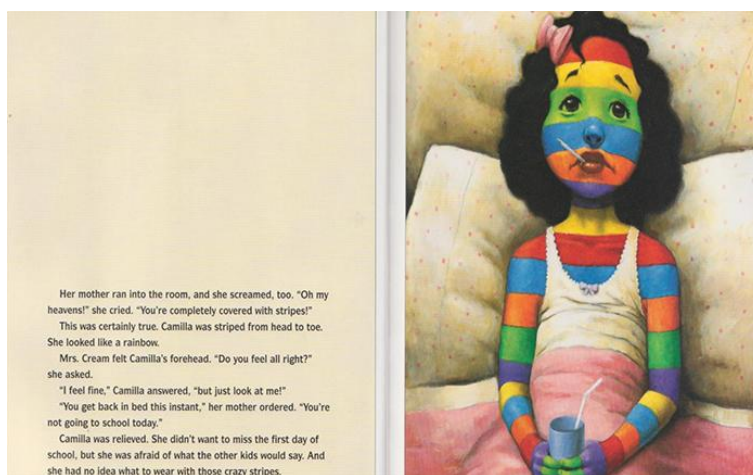 Her mother ran into the room, and she screamed, too. “Oh my
heavens!” she cried. “You’re completely covered with stripes!”
This was certainly true. Camilla was striped from head to toe.
She looked like a rainbow.
Mrs. Cream felt Camilla’s forehead. “Do you feel all right?”
she asked.
“I feel fine,” Camilla answered, “but just look at me!”
“You get back in bed this instant,” her mother ordered. “You’re
not going to school today.”
Camilla was relieved. She didn’t want to miss the first day of
school, but she was afraid of what the other kids would say. And
she had no idea what to wear with those crazy stripes.